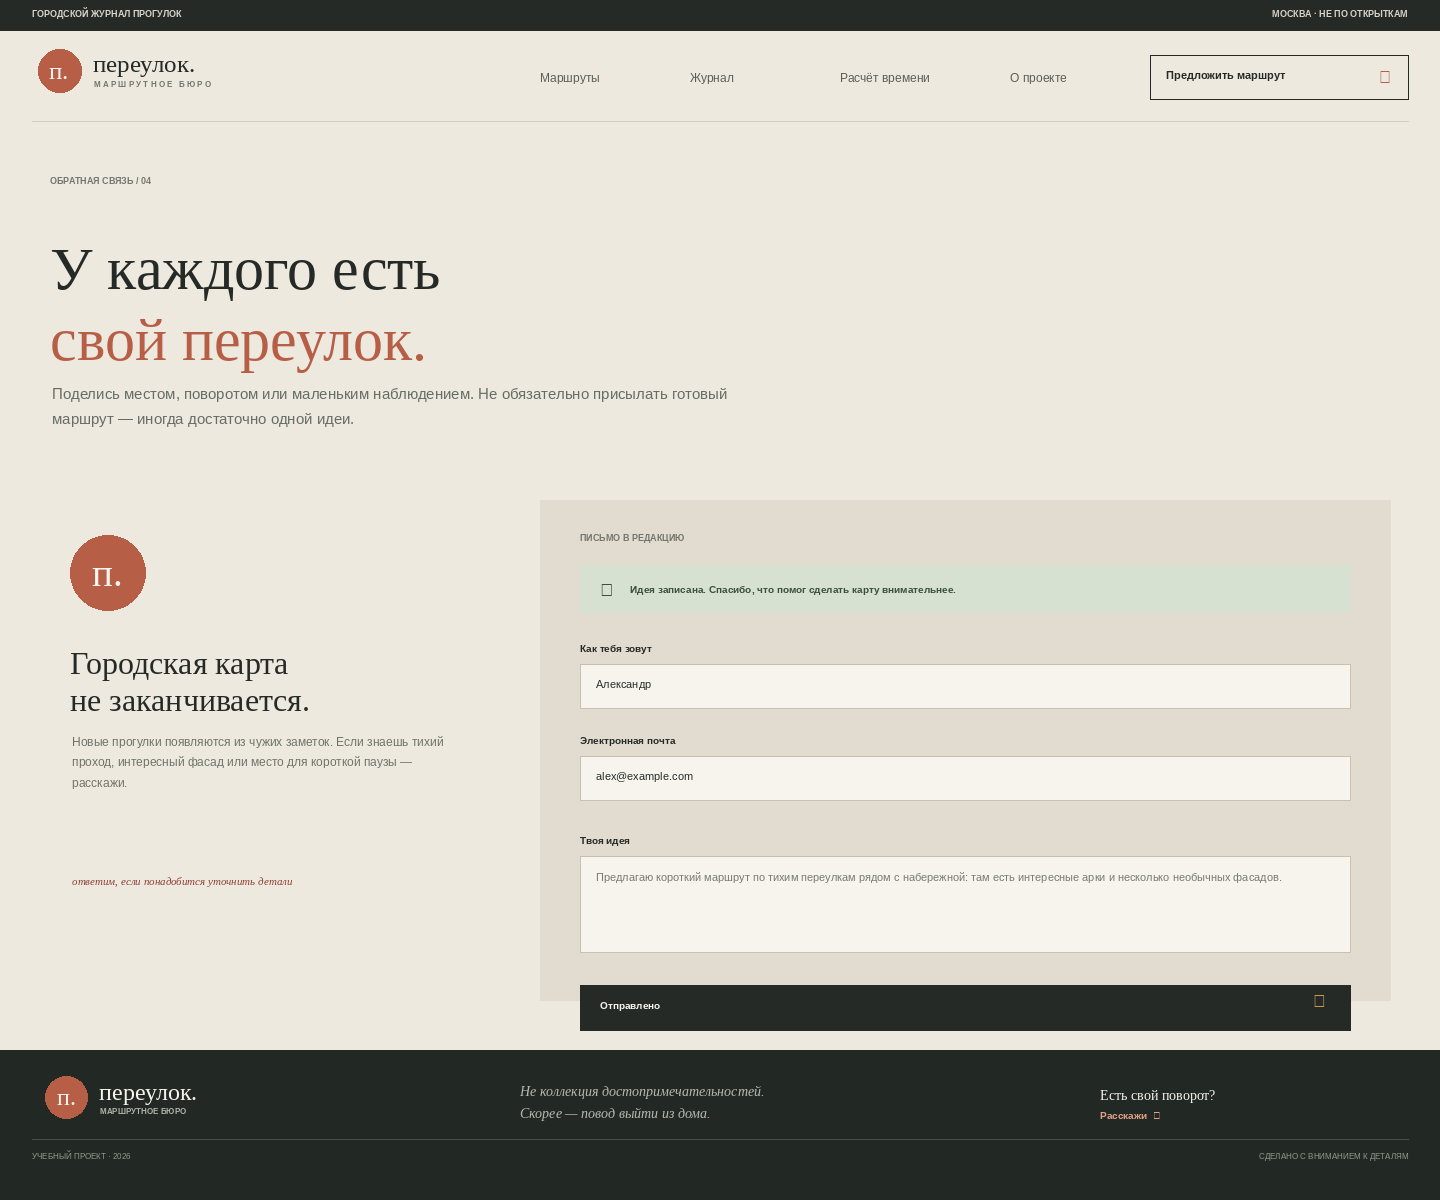 ГОРОДСКОЙ ЖУРНАЛ ПРОГУЛОК
МОСКВА · НЕ ПО ОТКРЫТКАМ
п.
переулок.
МАРШРУТНОЕ БЮРО
Маршруты
Журнал
Расчёт времени
О проекте
Предложить маршрут
ОБРАТНАЯ СВЯЗЬ / 04
У каждого есть
свой переулок.
Поделись местом, поворотом или маленьким наблюдением. Не обязательно присылать готовый
маршрут — иногда достаточно одной идеи.
п.
Городская карта
не заканчивается.
Новые прогулки появляются из чужих заметок. Если знаешь тихий
проход, интересный фасад или место для короткой паузы —
расскажи.
ответим, если понадобится уточнить детали
ПИСЬМО В РЕДАКЦИЮ
Идея записана. Спасибо, что помог сделать карту внимательнее.
Как тебя зовут
Александр
Электронная почта
alex@example.com
Твоя идея
Предлагаю короткий маршрут по тихим переулкам рядом с набережной: там есть интересные арки и несколько необычных фасадов.
Отправлено
п.
переулок.
МАРШРУТНОЕ БЮРО
Не коллекция достопримечательностей.
Скорее — повод выйти из дома.
Есть свой поворот?
Расскажи
УЧЕБНЫЙ ПРОЕКТ · 2026
СДЕЛАНО С ВНИМАНИЕМ К ДЕТАЛЯМ